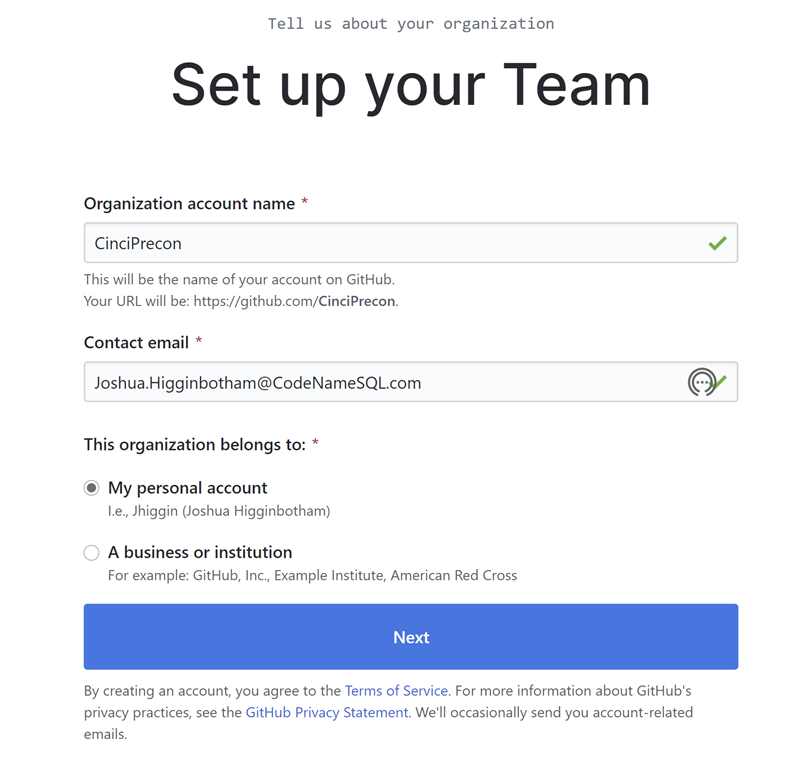 Tell us about your organization
Set up your Team
Organization account name *
CinciPrecon
This will be the name of your account on GitHub.
Your URL will be: https://github.com/CinciPrecon.
Contact email *
Joshua.Higginbotham@CodeNameSQL.com
This organization belongs to: *
My personal account
I.e., Jhiggin (Joshua Higginbotham)
A business or institution
For example: GitHub, Inc., Example Institute, American Red Cross
Next
By creating an account, you agree to the Terms of Service. For more information about GitHub's
privacy practices, see the GitHub Privacy Statement. We'll occasionally send you account-related
emails.